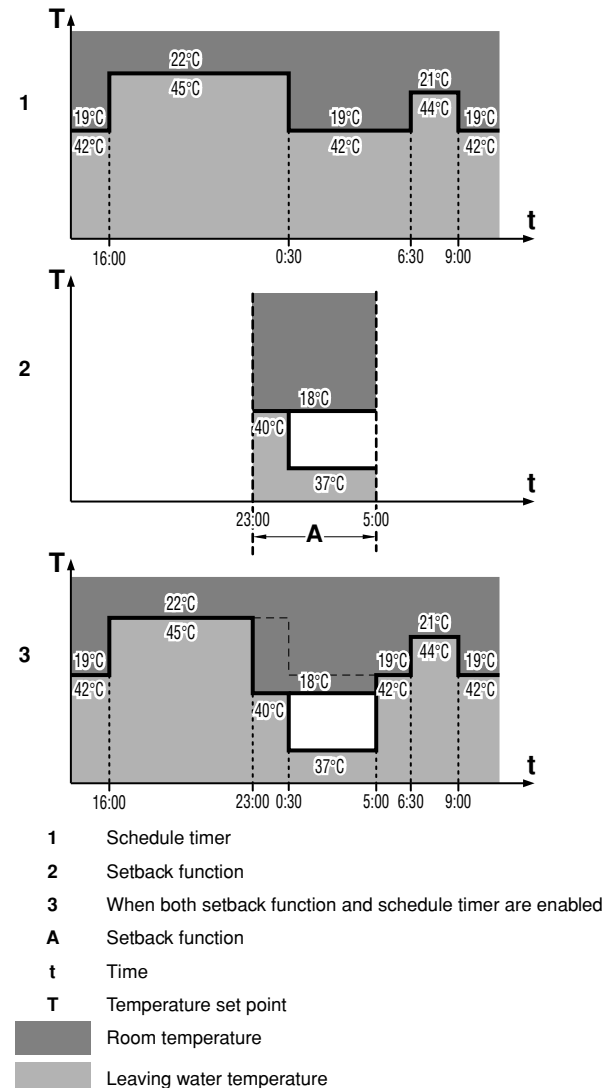 T
22°C
45°C
21°C
44°C
1
19°C 19°C 19°C
42°C 42°C 42°C
t
16:00 0:30 6:30 9:00
T
2
18°C
40°C
37°C
t
23:00 5:00
A
T
22°C
45°C
21°C
44°C
3
19°C 18°C 19°C 19°C
42°C 40°C 42°C 42°C
37°C
t
16:00 23:00 0:30 5:00 6:30 9:00
1 Schedule timer
2 Setback function
3 When both setback function and schedule timer are enabled
A Setback function
t Time
T Temperature set point
Room temperature
Leaving water temperature